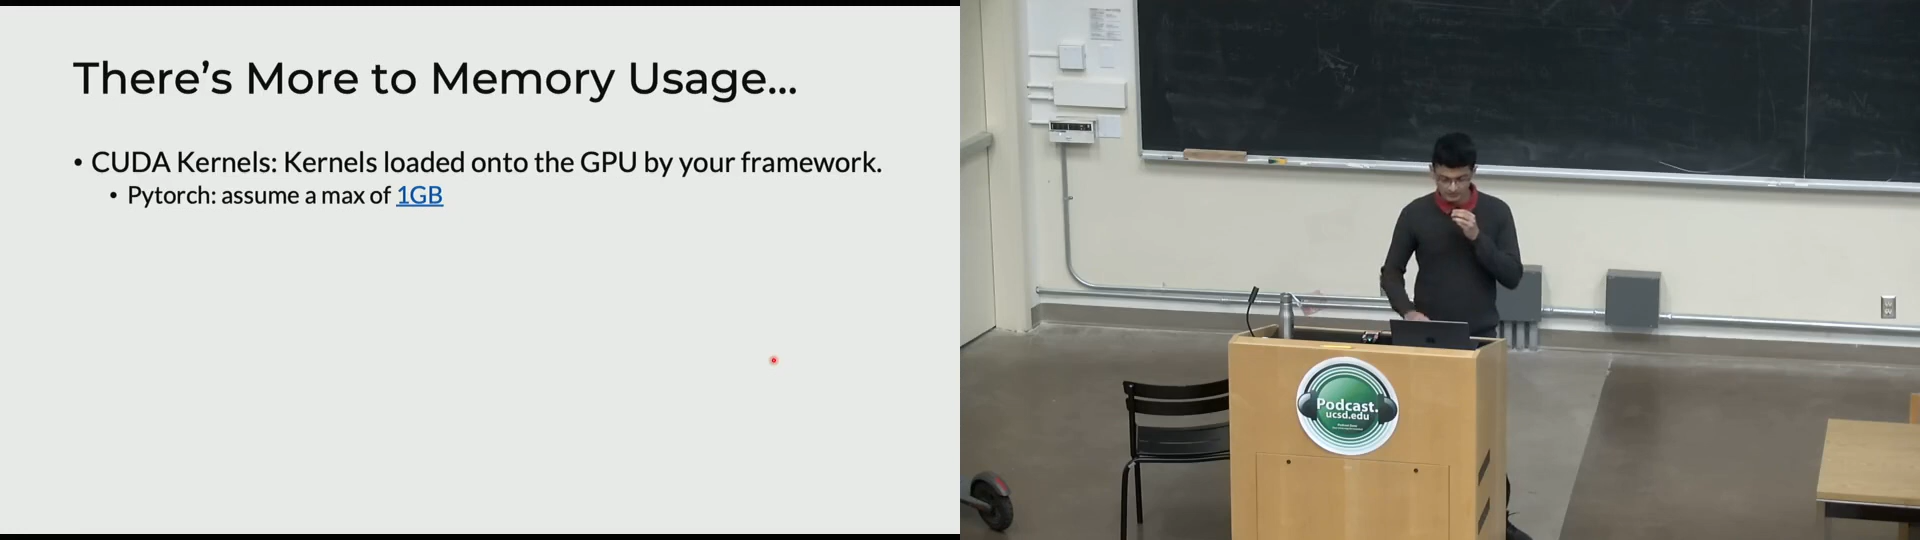 There's More to Memory Usage...
• CUDA Kernels: Kernels loaded onto the GPU by your framework.
• Pytorch: assume a max of 1GB
Podcast.
ucsd.edu